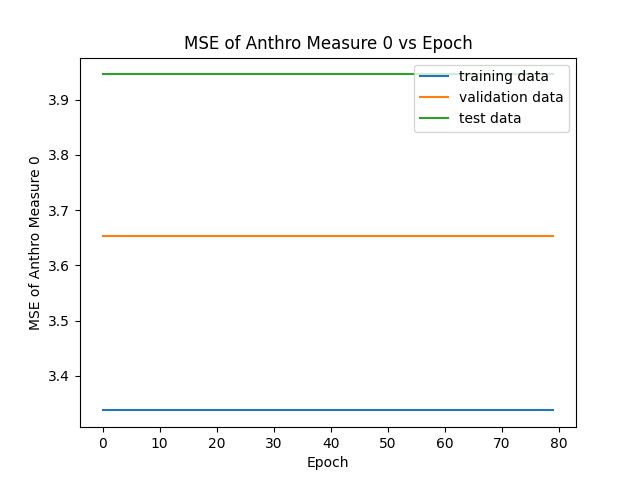 MSE of Anthro Measure 0 vs Epoch
training data
validation data
test data
MSE of Anthro Measure 0
3.9
3.8
3.7
3.6
3.5
3.4
0 10 20 30 40 50 60 70 80
Epoch